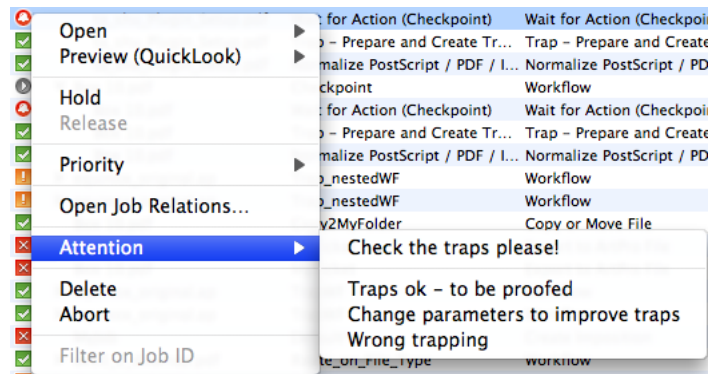 t for Action (Checkpoint) Wait for Action (Checkpoi
Open
p – Prepare and Create Tr... Trap – Prepare and Create
Preview (QuickLook)
malize PostScript / PDF / I... Normalize PostScript / PD
ckpoint Workflow
Hold
t for Action (Checkpoint) Wait for Action (Checkpoi
Release
p – Prepare and Create Tr... Trap – Prepare and Create
malize PostScript / PDF / I... Normalize PostScript / PD
Priority
_nestedWF Workflow
Open Job Relations...
_nestedWF Workflow
y2MyFolder Copy or Move File
Attention
Check the traps please!
Delete
Traps ok – to be proofed
Abort
Change parameters to improve traps
Wrong trapping
Filter on Job ID
te_on_File_Type Workflow